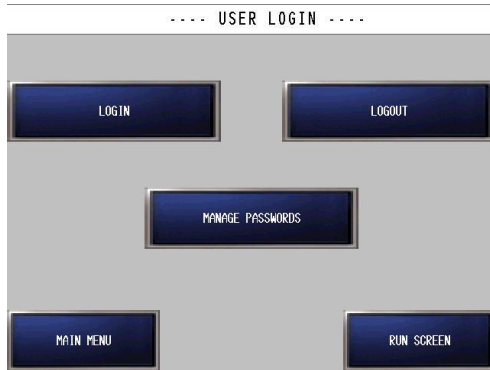 ---- USER LOGIN ----
LOGIN
LOGOUT
MANAGE PASSWORDS
MAIN MENU
RUN SCREEN